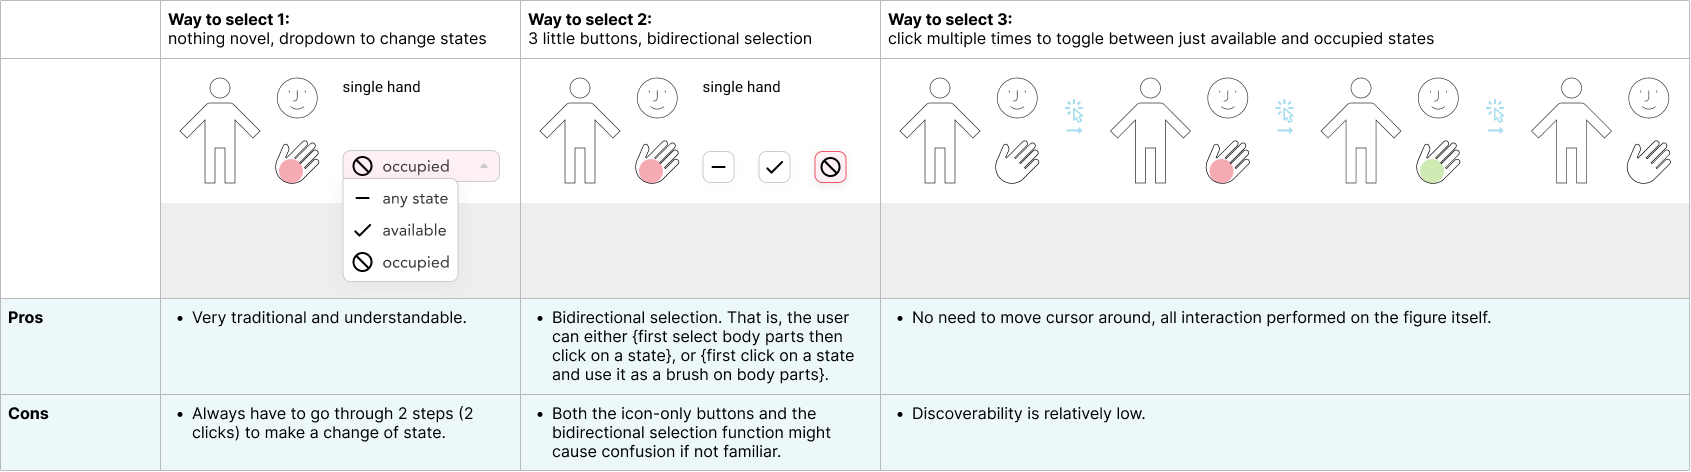 Way to select 1:
nothing novel, dropdown to change states
Way to select 2:
3 little buttons, bidirectional selection
Way to select 3:
click multiple times to toggle between just available and occupied states
single hand
occupied
any state
available
occupied
single hand
Pros
• Very traditional and understandable.
• Bidirectional selection. That is, the user
can either {first select body parts then
click on a state}, or {first click on a state
and use it as a brush on body parts}.
• No need to move cursor around, all interaction performed on the figure itself.
Cons
• Always have to go through 2 steps (2
clicks) to make a change of state.
• Both the icon-only buttons and the
bidirectional selection function might
cause confusion if not familiar.
• Discoverability is relatively low.